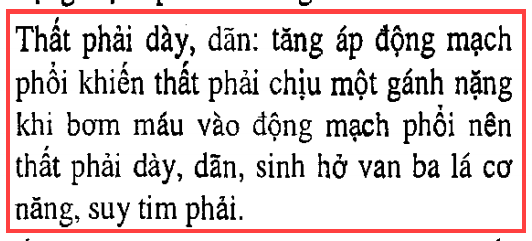 Thất phải dày, dãn: tăng áp động mạch
phổi khiến thất phải chịu một gánh nặng
khi bơm máu vào động mạch phổi nên
thất phải dày, dãn, sinh hở van ba lá cơ
năng, suy tim phải.